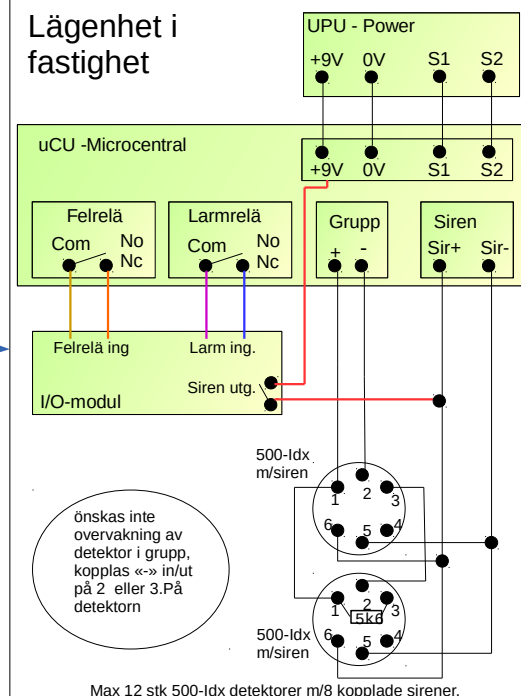 Lägenhet i
fastighet
UPU - Power
+9V 0V S1 S2
uCU -Microcentral
+9V 0V S1 S2
Felrelä
Com No
Nc
Larmrelä
Com No
Nc
Grupp
+ -
Siren
Sir+ Sir-
Felrelä ing Larm ing.
Siren utg.
I/O-modul
500-Idx
m/siren
1 2 3
6 5 4
önskas inte
overvakning av
detektor i grupp,
kopplas «-» in/ut
på 2 eller 3.På
detektorn
1 2 3
5k6
6 5 4
500-Idx
m/siren
Max 12 stk 500-Idx detektorer m/8 kopplade sirener.